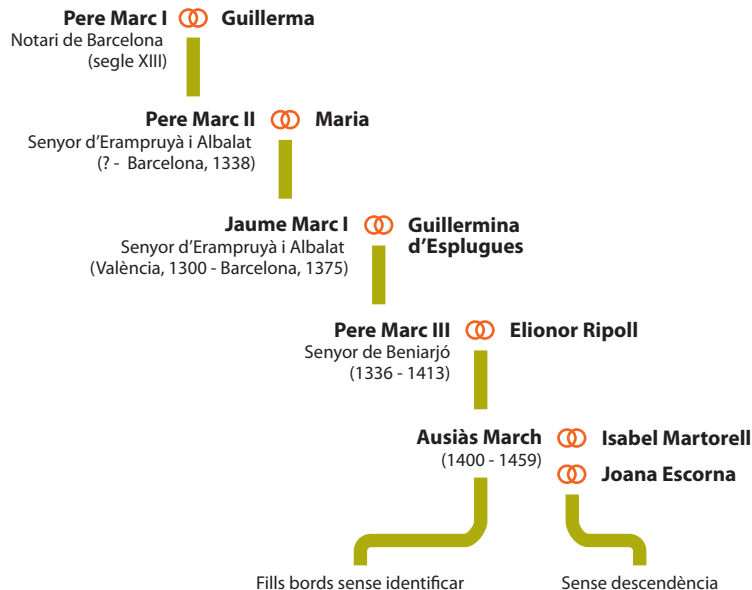 Pere Marc I Guillerma
Notari de Barcelona
(segle XIII)
Pere Marc II Maria
Senyor d'Erampruyà i Albalat
(? - Barcelona, 1338)
Jaume Marc I Guillermina
d'Esplugues
Senyor d'Erampruyà i Albalat
(València, 1300 - Barcelona, 1375)
Pere Marc III Elionor Ripoll
Senyor de Beniarjó
(1336 - 1413)
Ausiàs March Isabel Martorell
(1400 - 1459)
Joana Escorna
Fills bords sense identificar Sense descendència